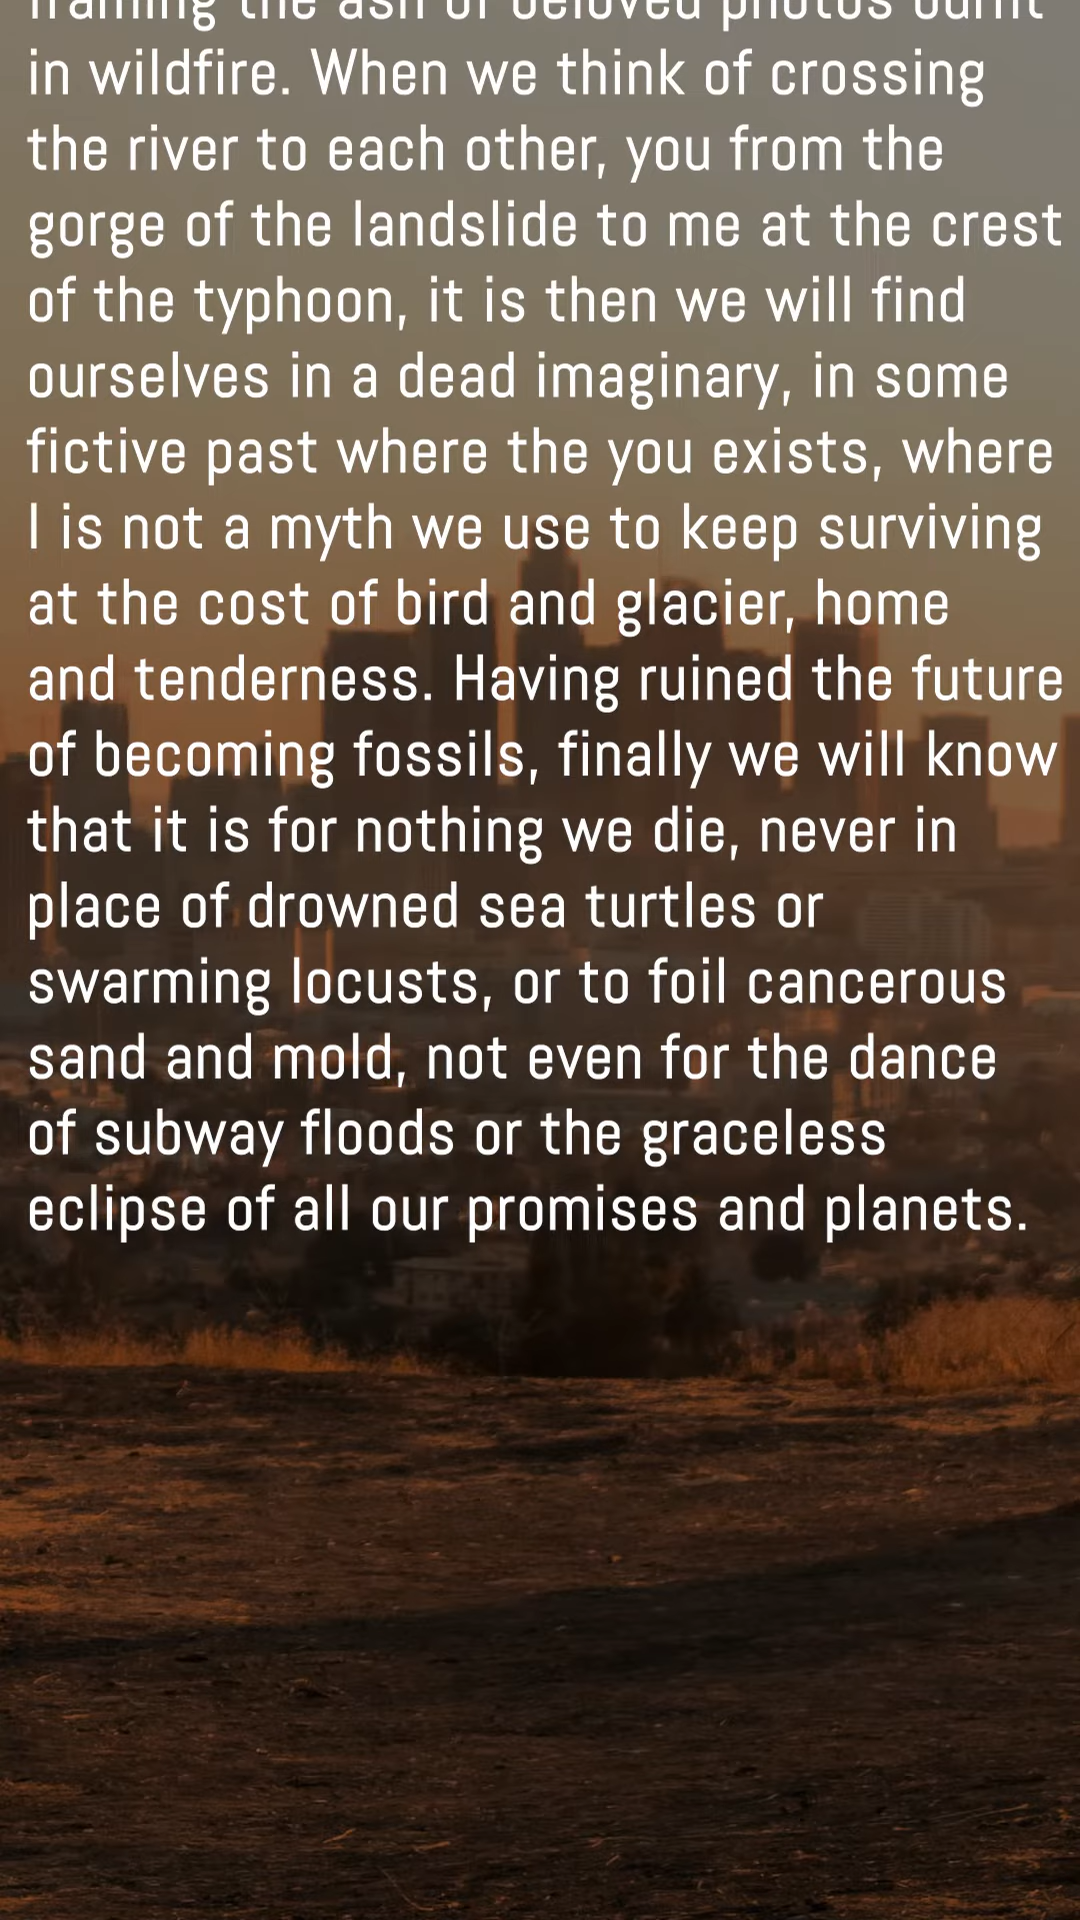 framing the ash of beloved photos burnt
in wildfire. When we think of crossing
the river to each other, you from the
gorge of the landslide to me at the crest
of the typhoon, it is then we will find
ourselves in a dead imaginary, in some
fictive past where the you exists, where
I is not a myth we use to keep surviving
at the cost of bird and glacier, home
and tenderness. Having ruined the future
of becoming fossils, finally we will know
that it is for nothing we die, never in
place of drowned sea turtles or
swarming locusts, or to foil cancerous
sand and mold, not even for the dance
of subway floods or the graceless
eclipse of all our promises and planets.